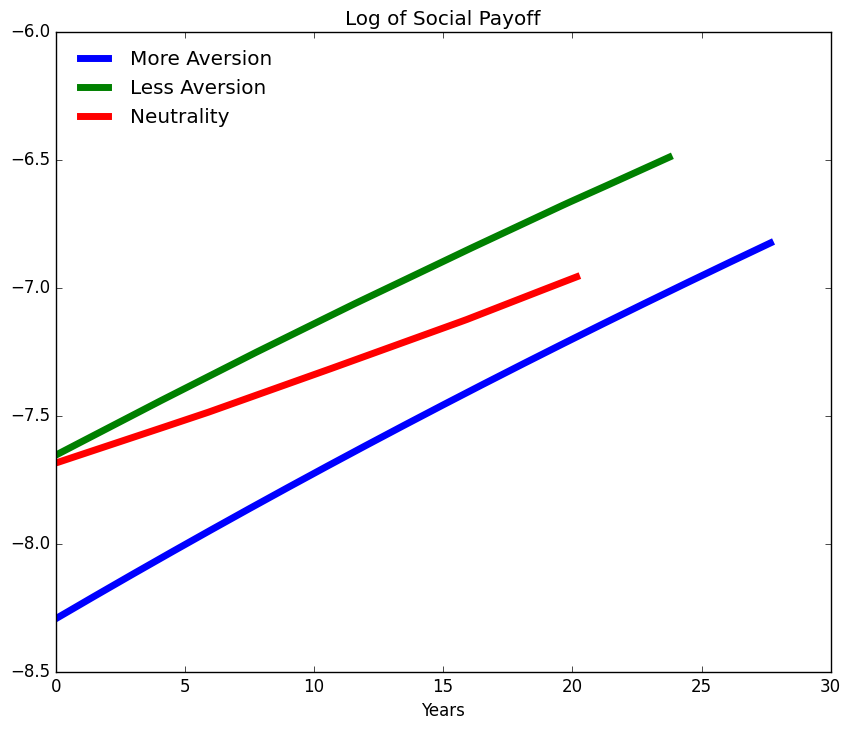 Log of Social Payoff
−6.0
More Aversion
Less Aversion
Neutrality
−6.5
−7.0
−7.5
−8.0
−8.5
0 5 10 15 20 25 30
Years